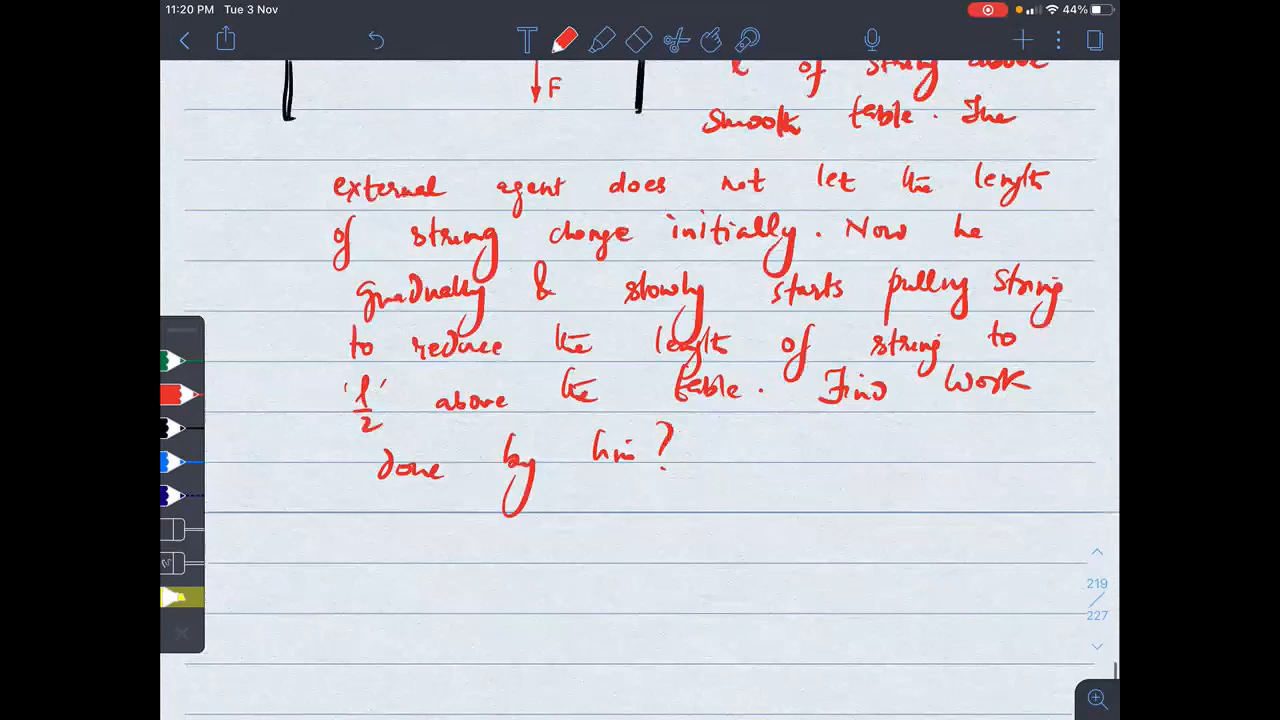 11:20 PM Tue 3 Nov
44%
T
F
l of string above
smooth table. The
external agent does not let the length
of string change initially. Now he
gradually & slowly starts pulling string
to reduce the length of string to
'l/2' above the table. Find work
done by him?
219
227